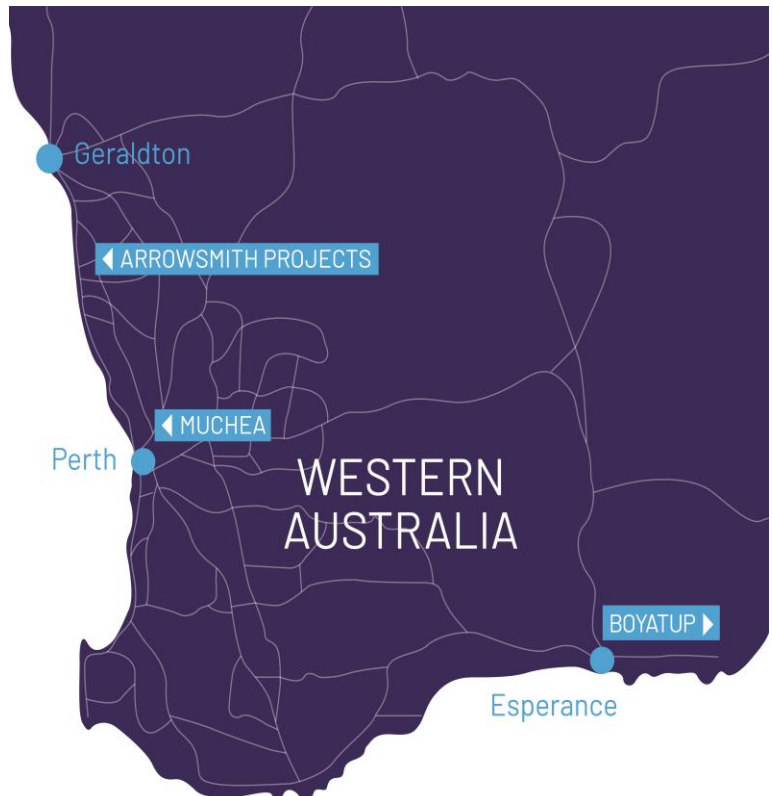 Geraldton
ARROWSMITH PROJECTS
MUCHEA
Perth
WESTERN
AUSTRALIA
BOYATUP
Esperance